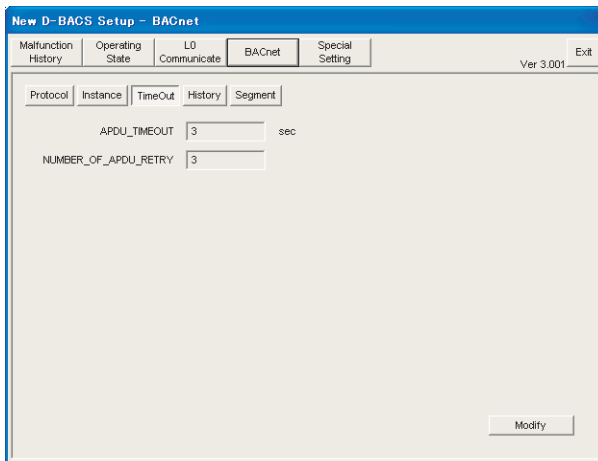 New D-BACS Setup - BACnet
Malfunction History
Operating State
L0 Communicate
BACnet
Special Setting
Ver 3.001
Exit
Protocol
Instance
TimeOut
History
Segment
APDU_TIMEOUT 3 sec
NUMBER_OF_APDU_RETRY 3
Modify